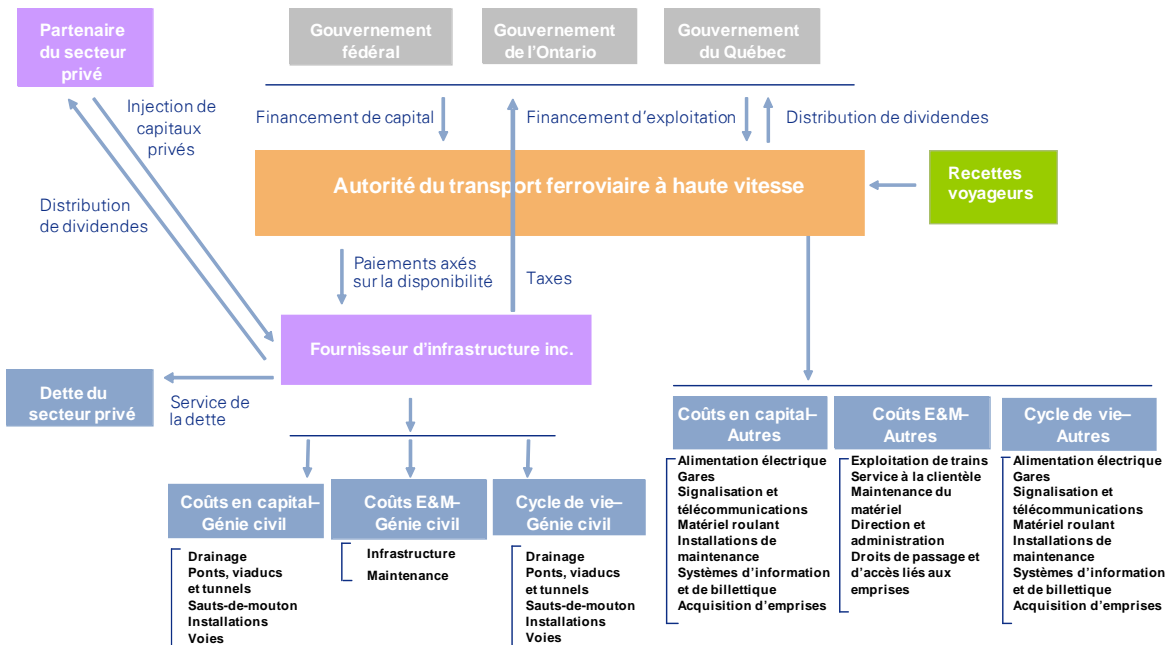 Partenaire
du secteur
privé
Gouvernement
fédéral
Gouvernement
de l'Ontario
Gouvernement
du Québec
Injection de
capitaux
privés
Financement de capital
Financement d'exploitation
Distribution de dividendes
Autorité du transport ferroviaire à haute vitesse
Recettes
voyageurs
Distribution
de dividendes
Paiements axés
sur la disponibilité
Taxes
Fournisseur d'infrastructure inc.
Dette du
secteur privé
Service de
la dette
Coûts en capital–
Génie civil
Drainage
Ponts, viaducs
et tunnels
Sauts-de-mouton
Installations
Voies
Coûts E&M–
Génie civil
Infrastructure
Maintenance
Cycle de vie–
Génie civil
Drainage
Ponts, viaducs
et tunnels
Sauts-de-mouton
Installations
Voies
Coûts en capital–
Autres
Alimentation électrique
Gares
Signalisation et
télécommunications
Matériel roulant
Installations de
maintenance
Systèmes d'information
et de billettique
Acquisition d'emprises
Coûts E&M–
Autres
Exploitation de trains
Service à la clientèle
Maintenance du
matériel
Direction et
administration
Droits de passage et
d'accès liés aux
emprises
Cycle de vie–
Autres
Alimentation électrique
Gares
Signalisation et
télécommunications
Matériel roulant
Installations de
maintenance
Systèmes d'information
et de billettique
Acquisition d'emprises